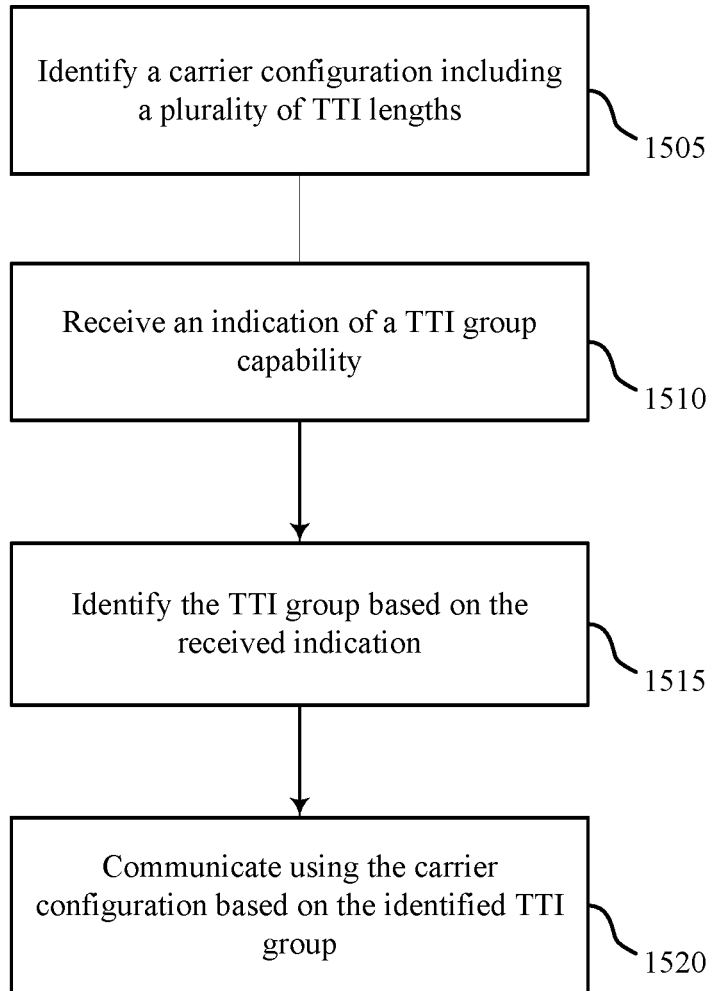 Identify a carrier configuration including
a plurality of TTI lengths
1505
Receive an indication of a TTI group
capability
1510
Identify the TTI group based on the
received indication
1515
Communicate using the carrier
configuration based on the identified TTI
group
1520